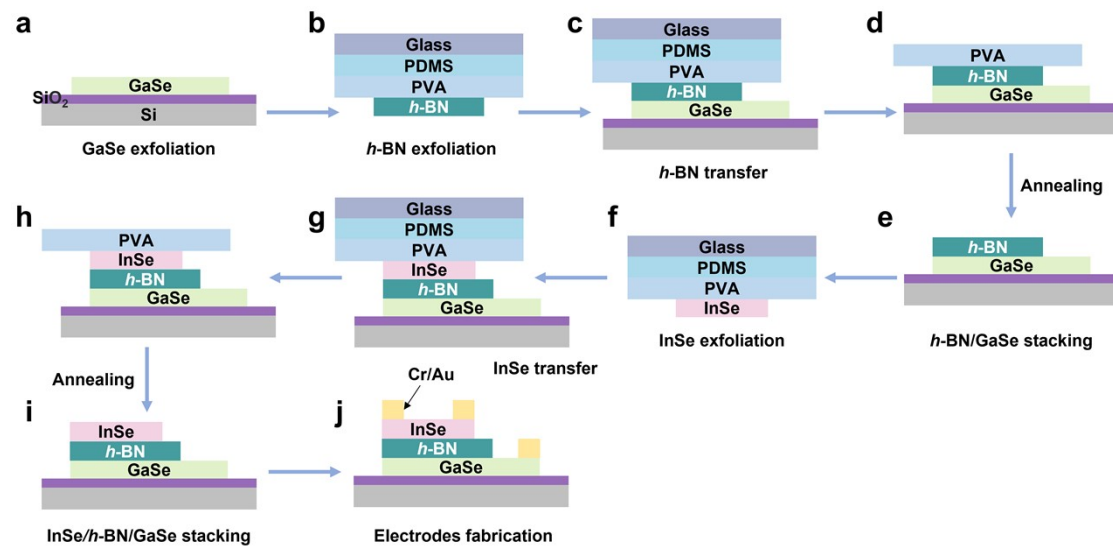 a
GaSe
SiO₂
Si
GaSe exfoliation
b
Glass
PDMS
PVA
h-BN
h-BN exfoliation
c
Glass
PDMS
PVA
h-BN
GaSe
h-BN transfer
d
PVA
h-BN
GaSe
Annealing
e
h-BN
GaSe
h-BN/GaSe stacking
f
Glass
PDMS
PVA
InSe
InSe exfoliation
g
Glass
PDMS
PVA
InSe
h-BN
GaSe
InSe transfer
h
PVA
InSe
h-BN
GaSe
Annealing
i
InSe
h-BN
GaSe
InSe/h-BN/GaSe stacking
j
Cr/Au
InSe
h-BN
GaSe
Electrodes fabrication